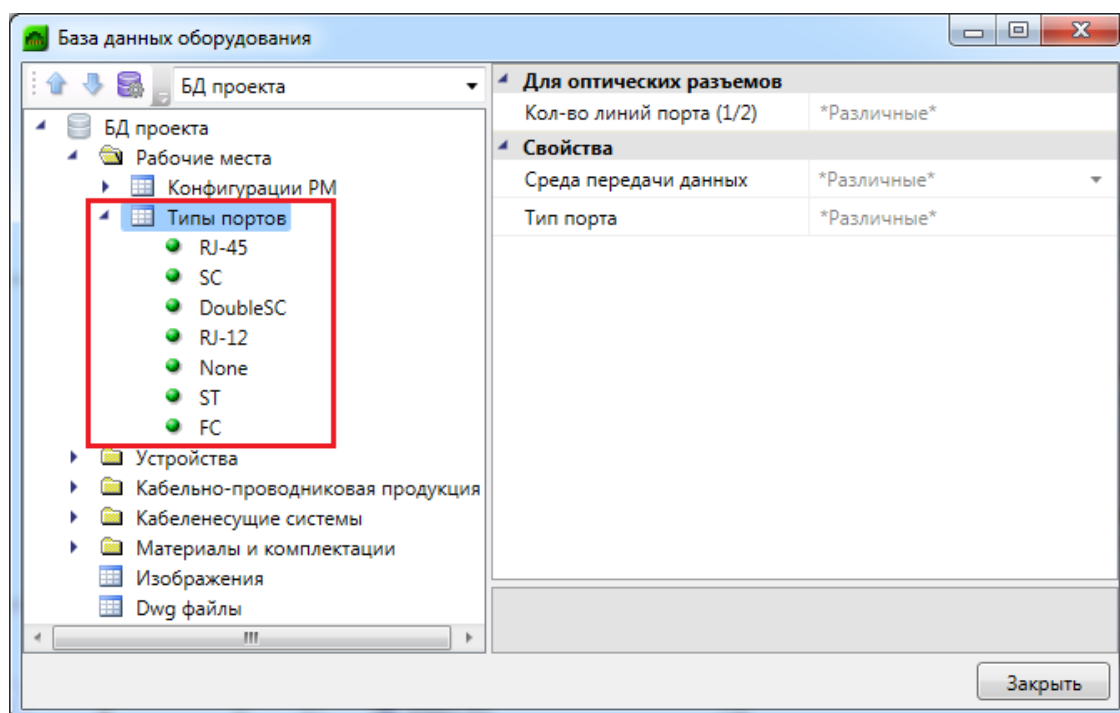 База данных оборудования
БД проекта
БД проекта
Рабочие места
Конфигурации РМ
Типы портов
RJ-45
SC
DoubleSC
RJ-12
None
ST
FC
Устройства
Кабельно-проводниковая продукция
Кабеленесущие системы
Материалы и комплектации
Изображения
Dwg файлы
Для оптических разъемов
Кол-во линий порта (1/2) *Различные*
Свойства
Среда передачи данных *Различные*
Тип порта *Различные*
Закрыть